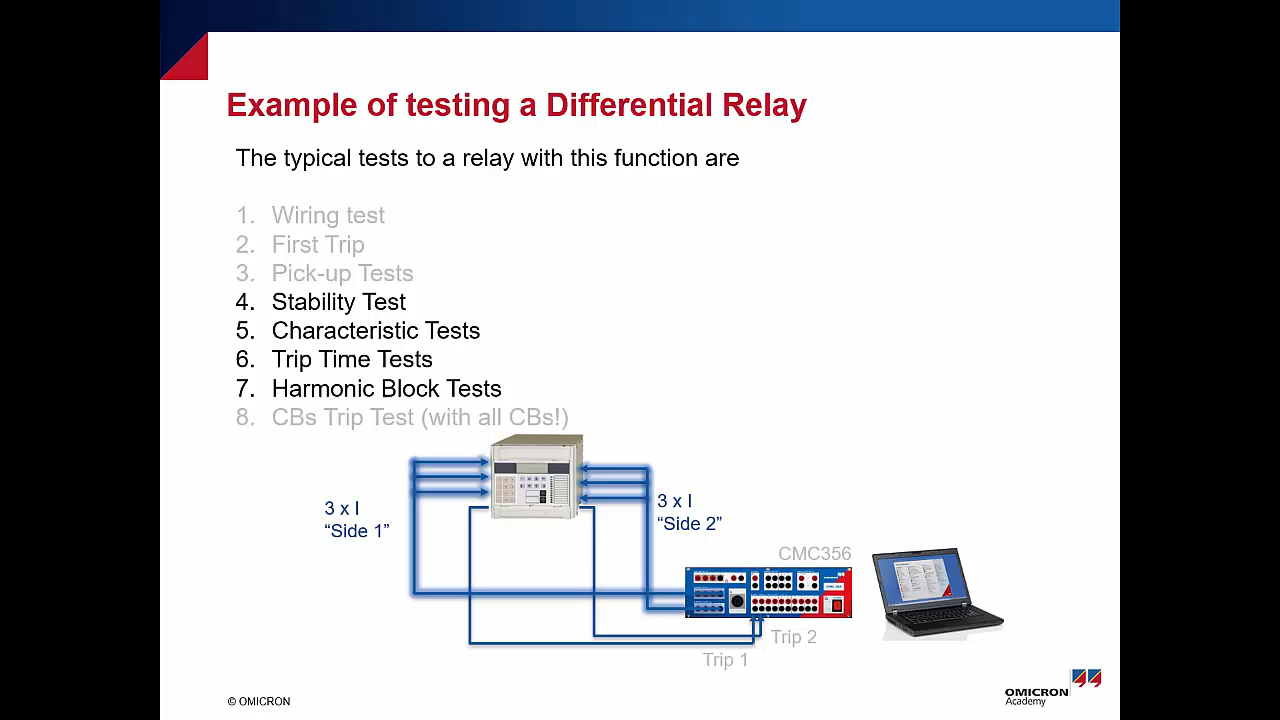 Example of testing a Differential Relay
The typical tests to a relay with this function are
1. Wiring test
2. First Trip
3. Pick-up Tests
4. Stability Test
5. Characteristic Tests
6. Trip Time Tests
7. Harmonic Block Tests
8. CBs Trip Test (with all CBs!)
3 x I
“Side 1”
3 x I
“Side 2”
CMC356
Trip 2
Trip 1
© OMICRON
OMICRON
Academy